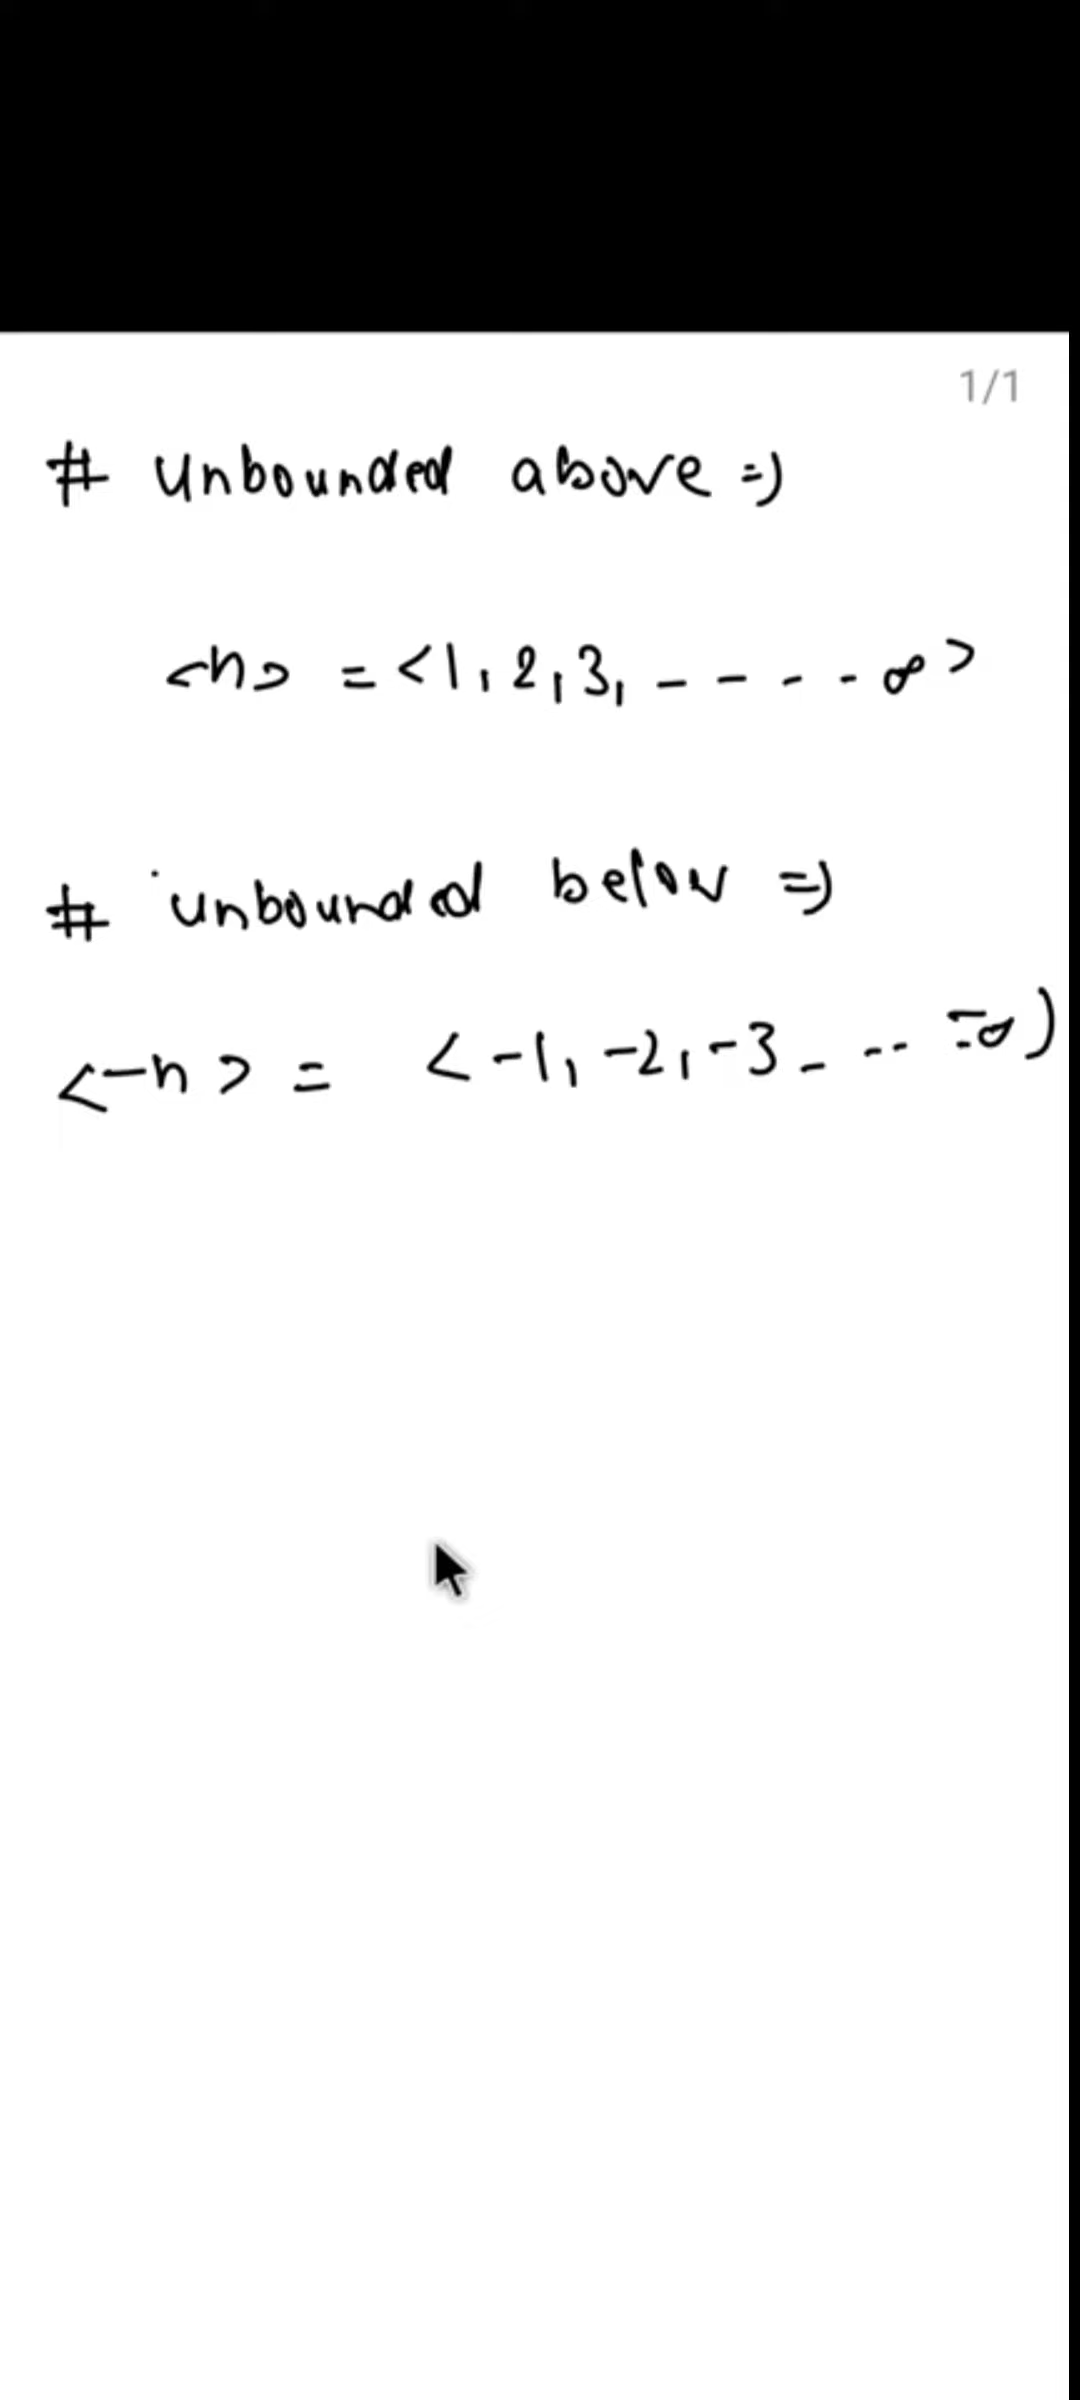 1/1
# unbounded above =>
<n> = <1, 2, 3, - - - - ∞>
# unbounded below =>
<-n> = <-1, -2, -3 - -- -∞)